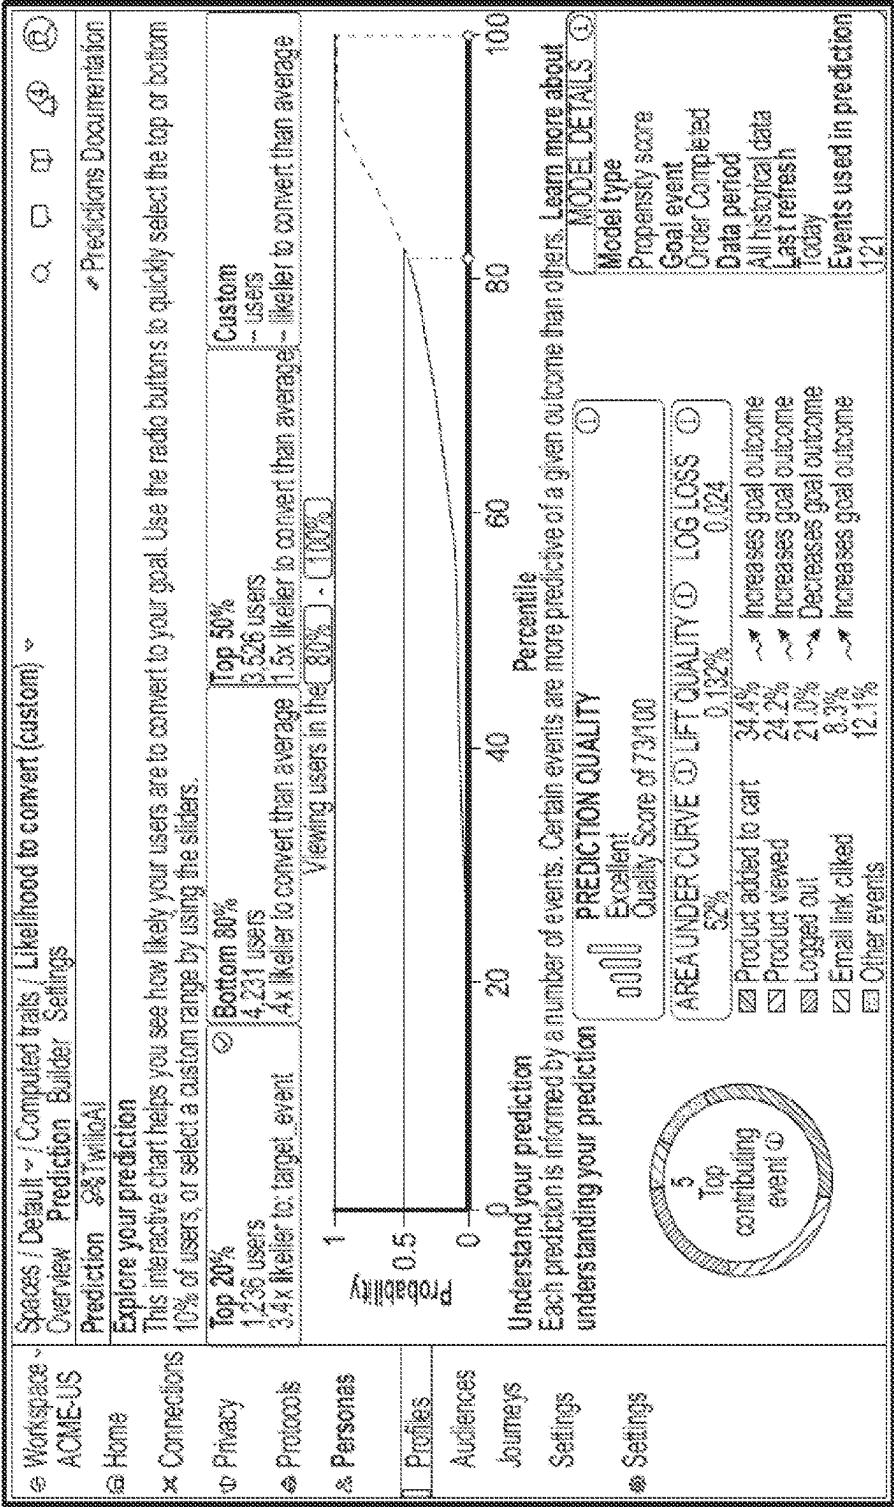 Workspace
ACME-US
Home
Connections
Privacy
Protocols
Personas
Profiles
Audiences
Journeys
Settings
Settings
Spaces / Default / Computed traits / Likelihood to convert (custom)
Overview Prediction Builder Settings
Prediction TwilioAI
Predictions Documentation
Explore your prediction
This interactive chart helps you see how likely your users are to convert to your goal. Use the radio buttons to quickly select the top or bottom
10% of users, or select a custom range by using the sliders.
Top 20%
1,236 users
3.4x likelier to: target_event
Bottom 80%
4,231 users
.4x likelier to convert than average
Top 50%
3,526 users
1.5x likelier to convert than average
Custom
-- users
-- likelier to convert than average
Viewing users in the 80% - 100%
Probability
1
0.5
0
0 20 40 60 80 100
Percentile
Understand your prediction
Each prediction is informed by a number of events. Certain events are more predictive of a given outcome than others. Learn more about
understanding your prediction
5
Top
contributing
event
PREDICTION QUALITY
Excellent
Quality Score of 73/100
AREA UNDER CURVE LIFT QUALITY LOG LOSS
52% 0.132% 0.024
Product added to cart 34.4% Increases goal outcome
Product viewed 24.2% Increases goal outcome
Logged out 21.0% Decreases goal outcome
Email link cliked 8.3% Increases goal outcome
Other events 12.1%
MODEL DETAILS
Model type
Propensity score
Goal event
Order Completed
Data period
All historical data
Last refresh
Today
Events used in prediction
121